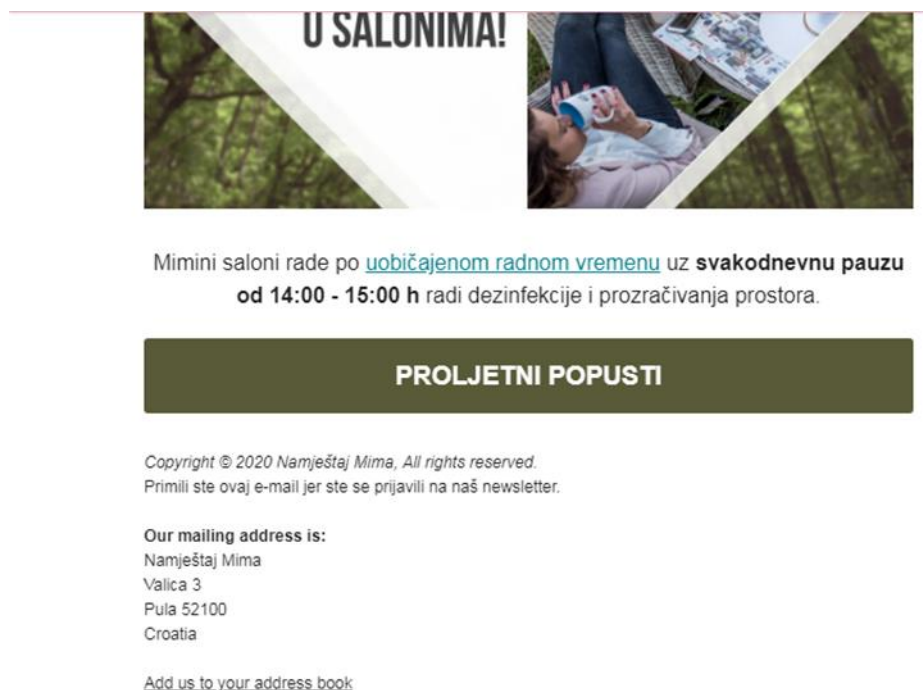 U SALONIMA!
Mimini saloni rade po uobičajenom radnom vremenu uz svakodnevnu pauzu
od 14:00 - 15:00 h radi dezinfekcije i prozračivanja prostora.
PROLJETNI POPUSTI
Copyright © 2020 Namještaj Mima, All rights reserved.
Primili ste ovaj e-mail jer ste se prijavili na naš newsletter.
Our mailing address is:
Namještaj Mima
Valica 3
Pula 52100
Croatia
Add us to your address book